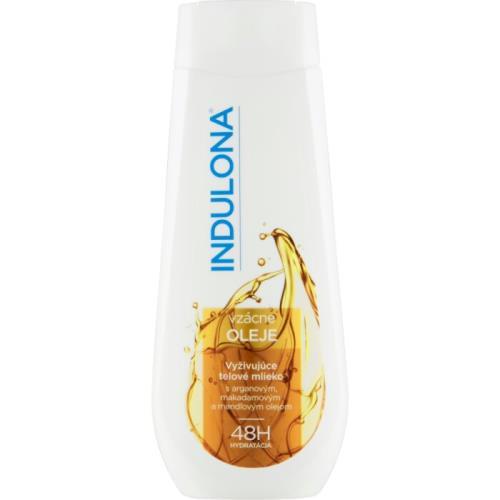 INDULONA®
vzácne
OLEJE
Vyživujúce
telové mlieko
s arganovým,
makadamovým
a mandľovým olejom
48H
HYDRATÁCIA